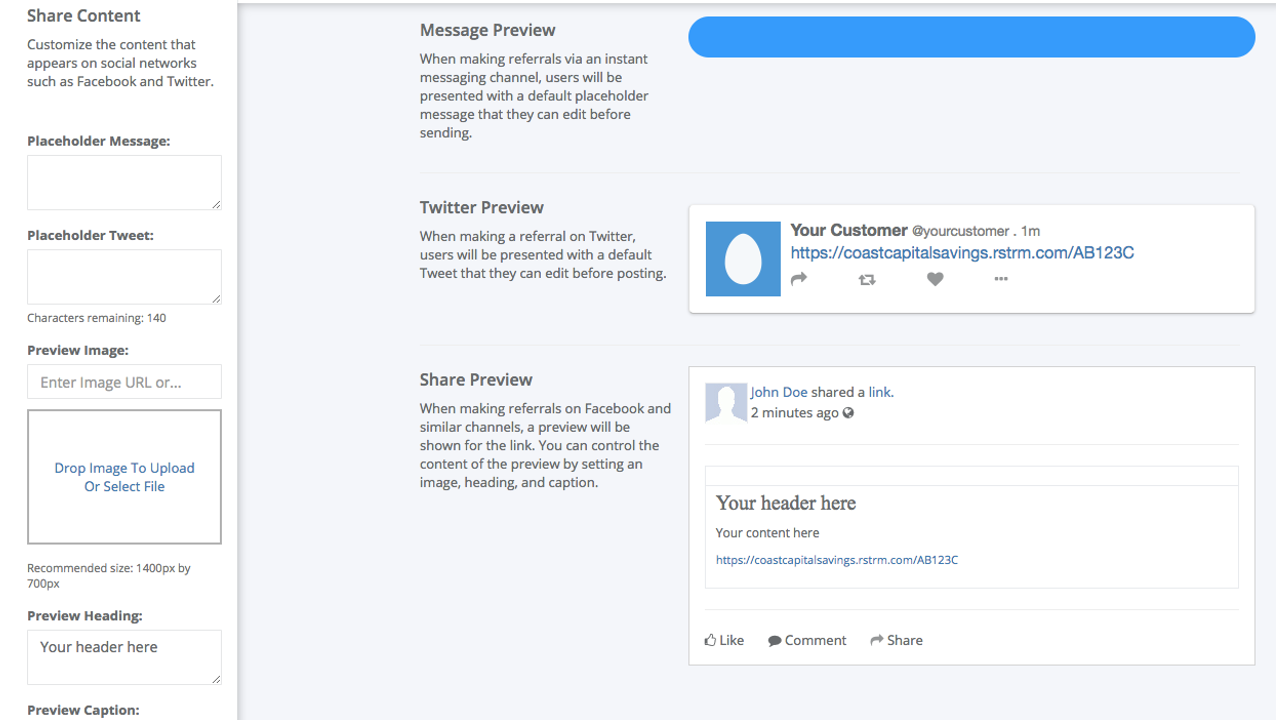 Share Content
Customize the content that
appears on social networks
such as Facebook and Twitter.
Placeholder Message:
Placeholder Tweet:
Characters remaining: 140
Preview Image:
Enter Image URL or...
Drop Image To Upload
Or Select File
Recommended size: 1400px by
700px
Preview Heading:
Your header here
Preview Caption:
Message Preview
When making referrals via an instant
messaging channel, users will be
presented with a default placeholder
message that they can edit before
sending.
Twitter Preview
When making a referral on Twitter,
users will be presented with a default
Tweet that they can edit before posting.
Your Customer @yourcustomer . 1m
https://coastcapitalsavings.rstrm.com/AB123C
Share Preview
When making referrals on Facebook and
similar channels, a preview will be
shown for the link. You can control the
content of the preview by setting an
image, heading, and caption.
John Doe shared a link.
2 minutes ago
Your header here
Your content here
https://coastcapitalsavings.rstrm.com/AB123C
Like Comment Share